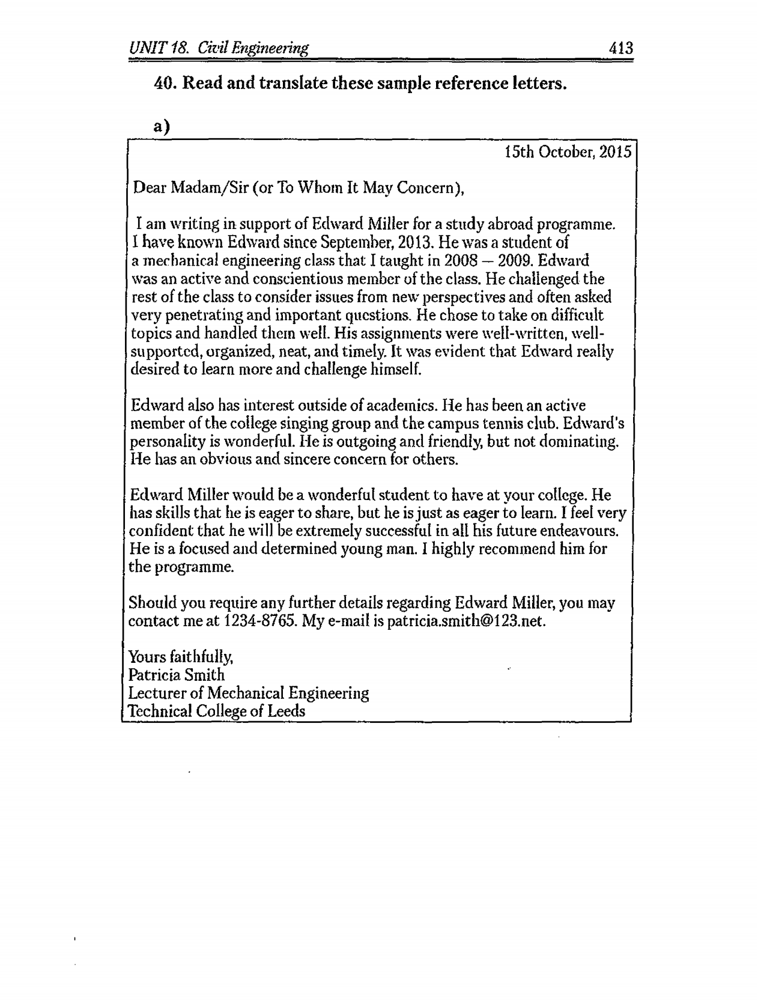 UNIT 18. Civil Engineering 413
40. Read and translate these sample reference letters.
a)
15th October, 2015
Dear Madam/Sir (or To Whom It May Concern),
I am writing in support of Edward Miller for a study abroad programme.
I have known Edward since September, 2013. He was a student of
a mechanical engineering class that I taught in 2008 – 2009. Edward
was an active and conscientious member of the class. He challenged the
rest of the class to consider issues from new perspectives and often asked
very penetrating and important questions. He chose to take on difficult
topics and handled them well. His assignments were well-written, well-
supported, organized, neat, and timely. It was evident that Edward really
desired to learn more and challenge himself.
Edward also has interest outside of academics. He has been an active
member of the college singing group and the campus tennis club. Edward's
personality is wonderful. He is outgoing and friendly, but not dominating.
He has an obvious and sincere concern for others.
Edward Miller would be a wonderful student to have at your college. He
has skills that he is eager to share, but he is just as eager to learn. I feel very
confident that he will be extremely successful in all his future endeavours.
He is a focused and determined young man. I highly recommend him for
the programme.
Should you require any further details regarding Edward Miller, you may
contact me at 1234-8765. My e-mail is patricia.smith@123.net.
Yours faithfully,
Patricia Smith
Lecturer of Mechanical Engineering
Technical College of Leeds